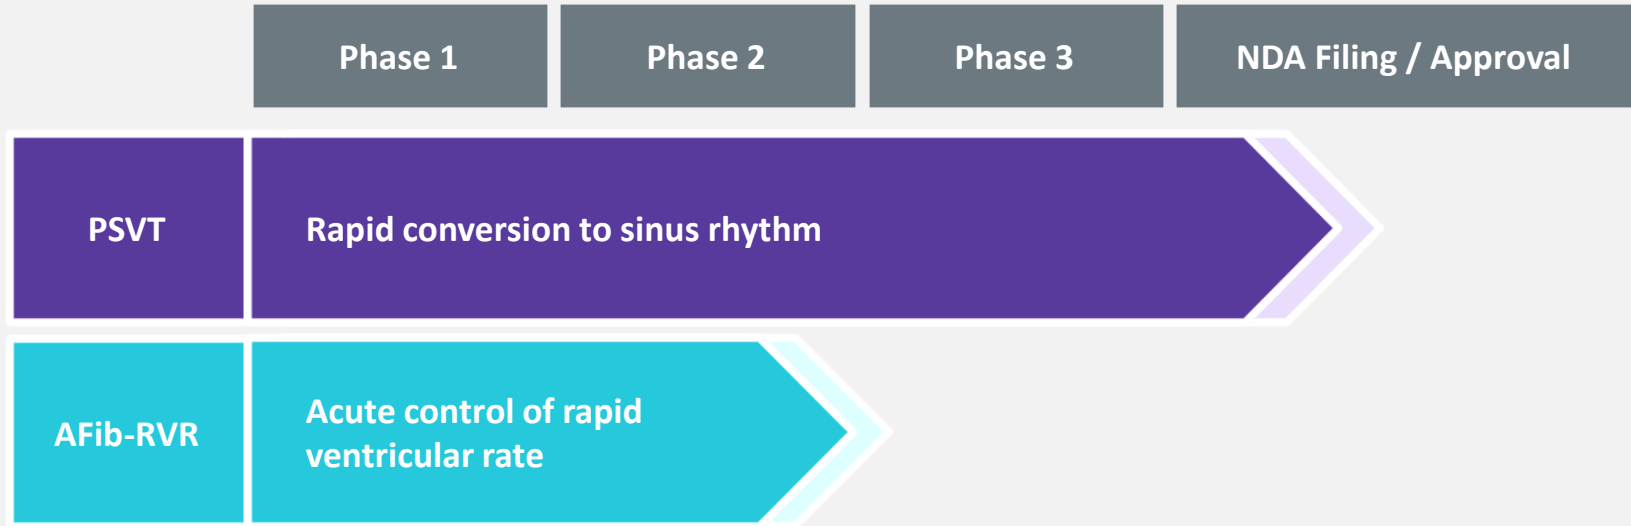 Phase 1
Phase 2
Phase 3
NDA Filing / Approval
PSVT
Rapid conversion to sinus rhythm
AFib-RVR
Acute control of rapid
ventricular rate